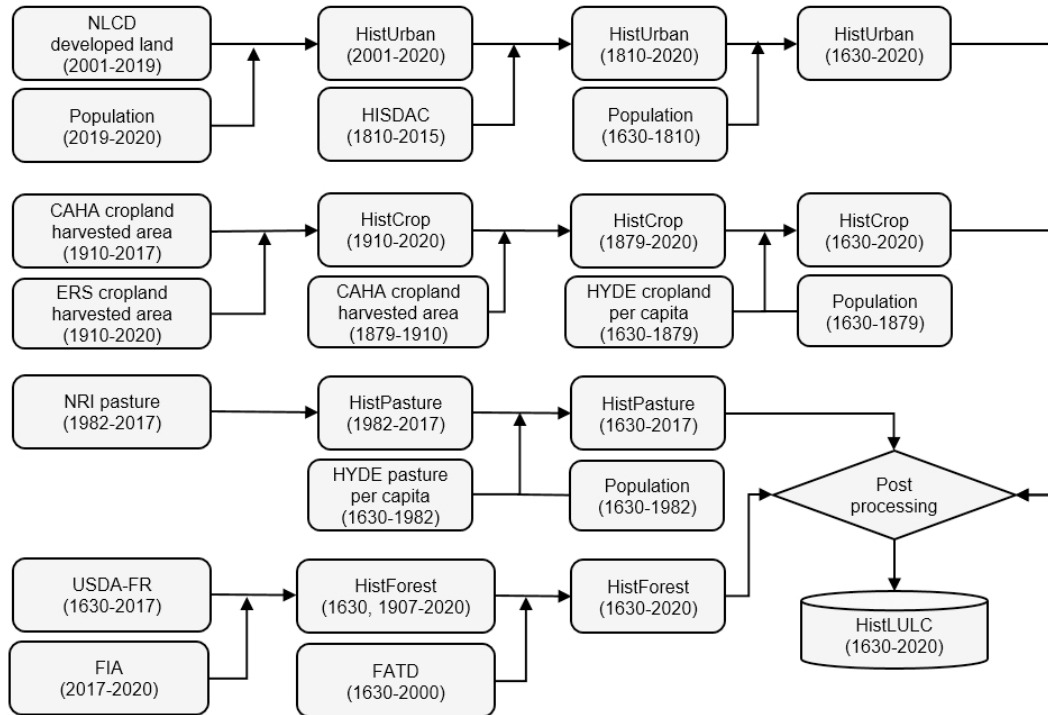 NLCD
developed land
(2001-2019)
HistUrban
(2001-2020)
HistUrban
(1810-2020)
HistUrban
(1630-2020)
Population
(2019-2020)
HISDAC
(1810-2015)
Population
(1630-1810)
CAHA cropland
harvested area
(1910-2017)
HistCrop
(1910-2020)
HistCrop
(1879-2020)
HistCrop
(1630-2020)
ERS cropland
harvested area
(1910-2020)
CAHA cropland
harvested area
(1879-1910)
HYDE cropland
per capita
(1630-1879)
Population
(1630-1879)
NRI pasture
(1982-2017)
HistPasture
(1982-2017)
HistPasture
(1630-2017)
HYDE pasture
per capita
(1630-1982)
Population
(1630-1982)
Post
processing
USDA-FR
(1630-2017)
HistForest
(1630, 1907-2020)
HistForest
(1630-2020)
HistLULC
(1630-2020)
FIA
(2017-2020)
FATD
(1630-2000)